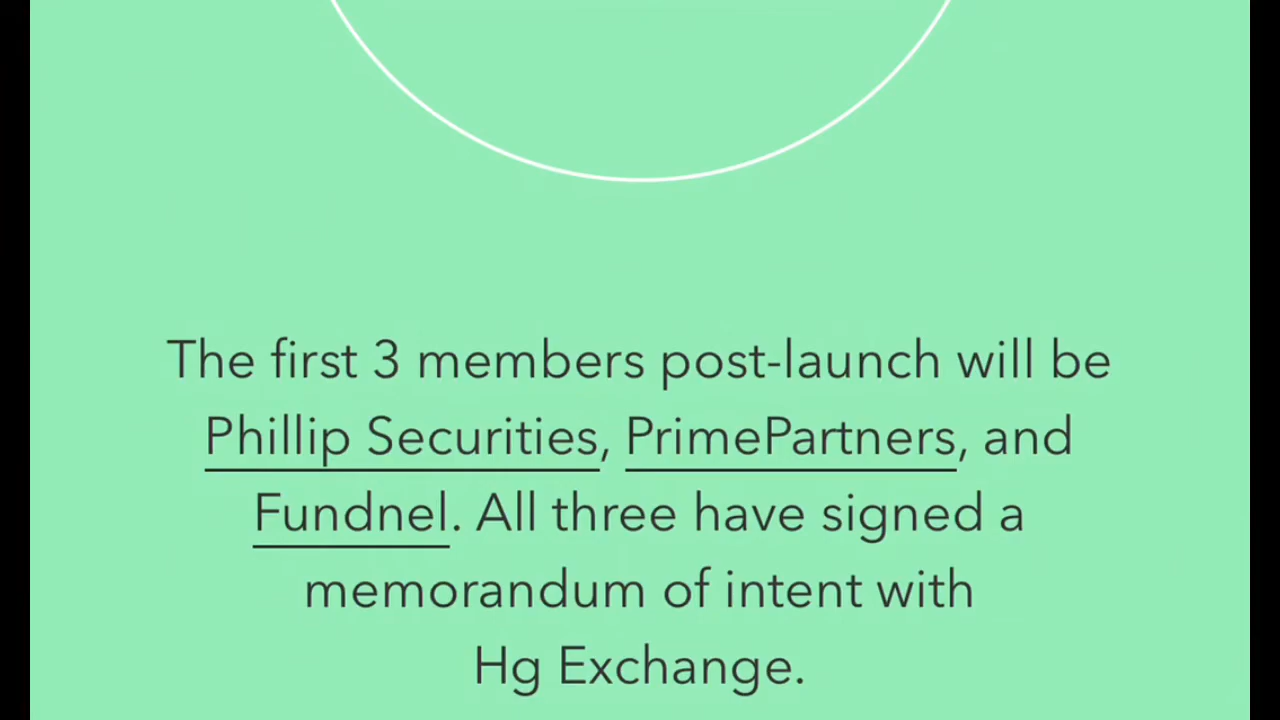 The first 3 members post-launch will be
Phillip Securities, PrimePartners, and
Fundnel. All three have signed a
memorandum of intent with
Hg Exchange.